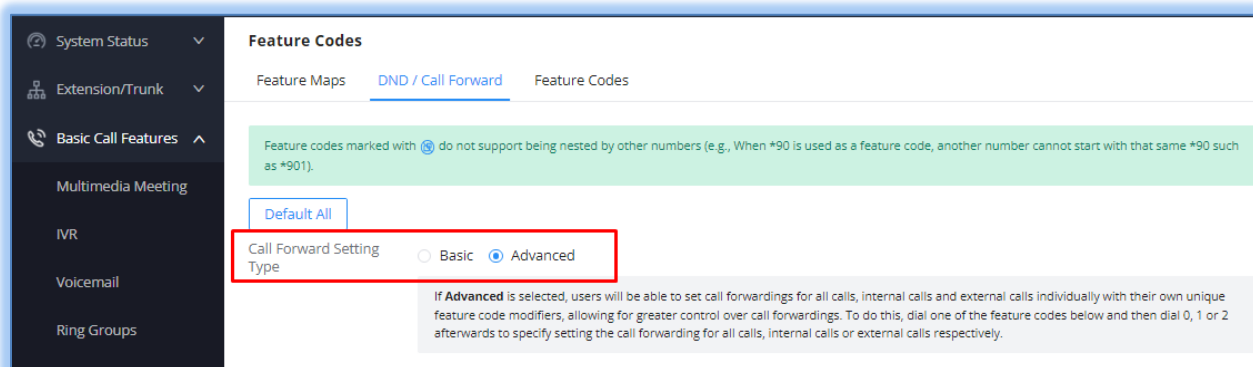 System Status
Extension/Trunk
Basic Call Features
Multimedia Meeting
IVR
Voicemail
Ring Groups
Feature Codes
Feature Maps DND / Call Forward Feature Codes
Feature codes marked with do not support being nested by other numbers (e.g., When *90 is used as a feature code, another number cannot start with that same *90 such
as *901).
Default All
Call Forward Setting
Type
Basic Advanced
If Advanced is selected, users will be able to set call forwardings for all calls, internal calls and external calls individually with their own unique
feature code modifiers, allowing for greater control over call forwardings. To do this, dial one of the feature codes below and then dial 0, 1 or 2
afterwards to specify setting the call forwarding for all calls, internal calls or external calls respectively.